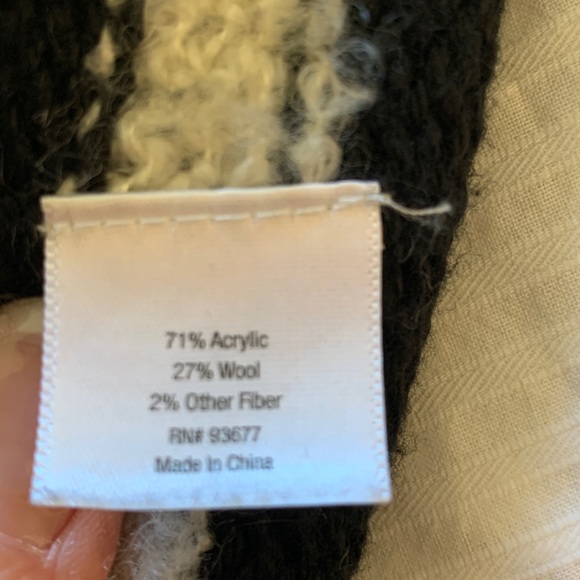 71% Acrylic
27% Wool
2% Other Fiber
RN# 93677
Made In China